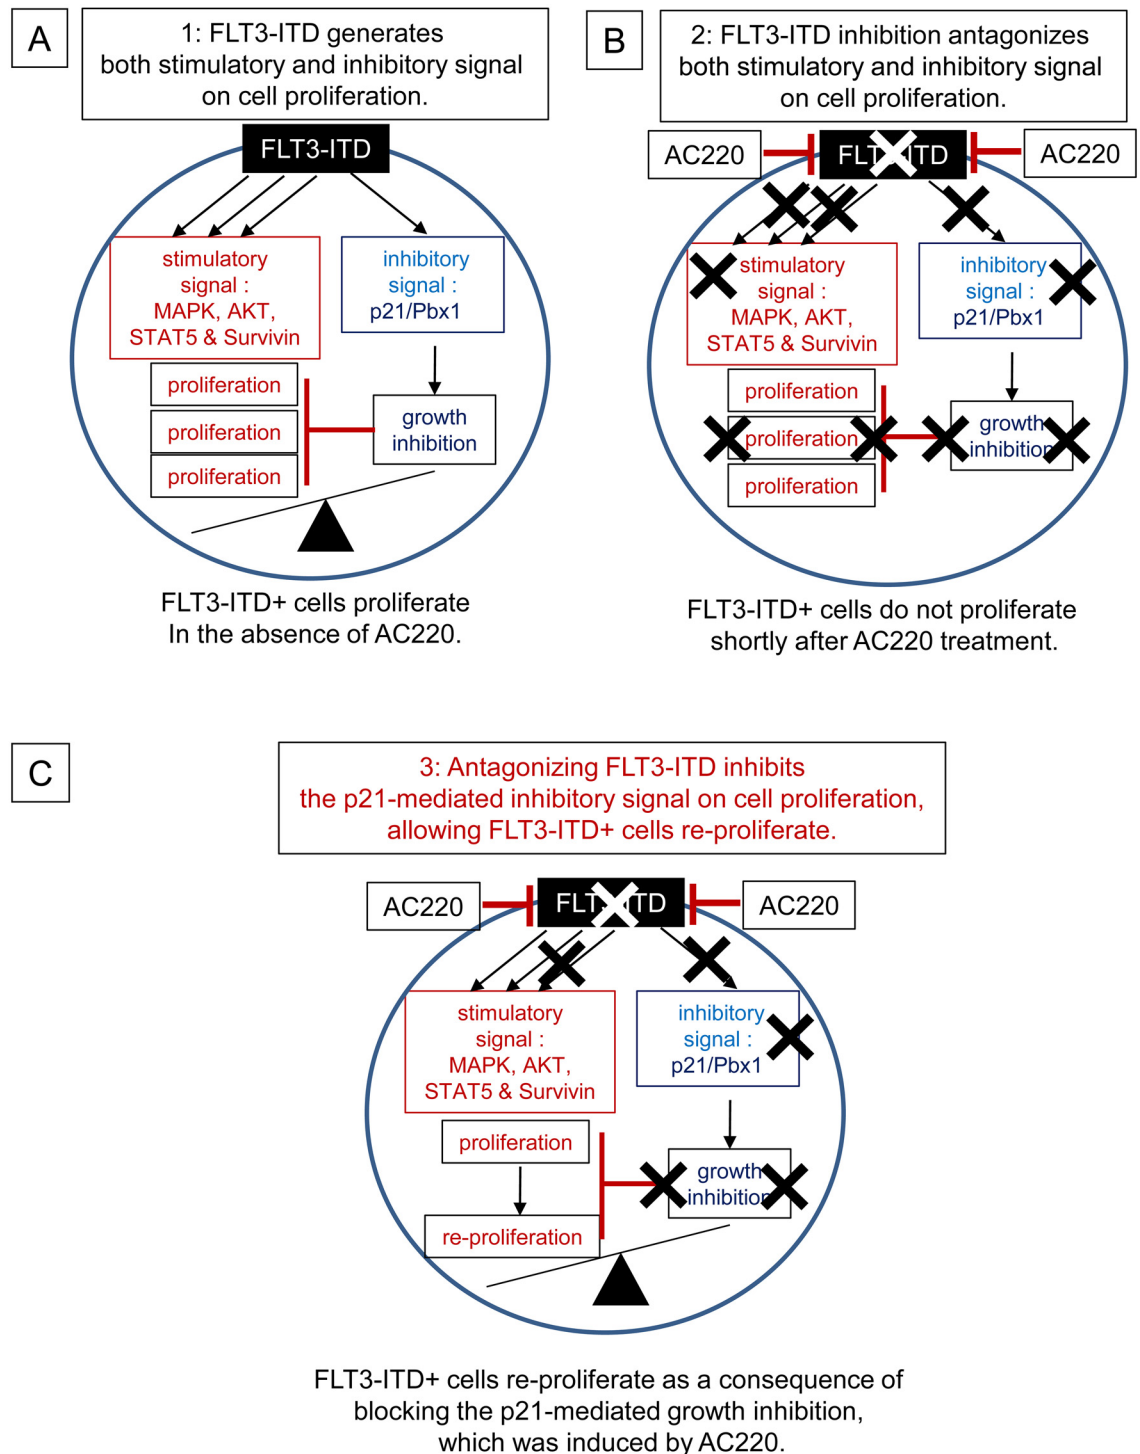 A
1: FLT3-ITD generates
both stimulatory and inhibitory signal
on cell proliferation.
FLT3-ITD
stimulatory
signal :
MAPK, AKT,
STAT5 & Survivin
inhibitory
signal :
p21/Pbx1
proliferation
proliferation
proliferation
growth
inhibition
FLT3-ITD+ cells proliferate
In the absence of AC220.
B
2: FLT3-ITD inhibition antagonizes
both stimulatory and inhibitory signal
on cell proliferation.
AC220
FLT3-ITD
AC220
stimulatory
signal :
MAPK, AKT,
STAT5 & Survivin
inhibitory
signal :
p21/Pbx1
proliferation
proliferation
proliferation
growth
inhibition
FLT3-ITD+ cells do not proliferate
shortly after AC220 treatment.
C
3: Antagonizing FLT3-ITD inhibits
the p21-mediated inhibitory signal on cell proliferation,
allowing FLT3-ITD+ cells re-proliferate.
AC220
FLT3-ITD
AC220
stimulatory
signal :
MAPK, AKT,
STAT5 & Survivin
inhibitory
signal :
p21/Pbx1
proliferation
re-proliferation
growth
inhibition
FLT3-ITD+ cells re-proliferate as a consequence of
blocking the p21-mediated growth inhibition,
which was induced by AC220.